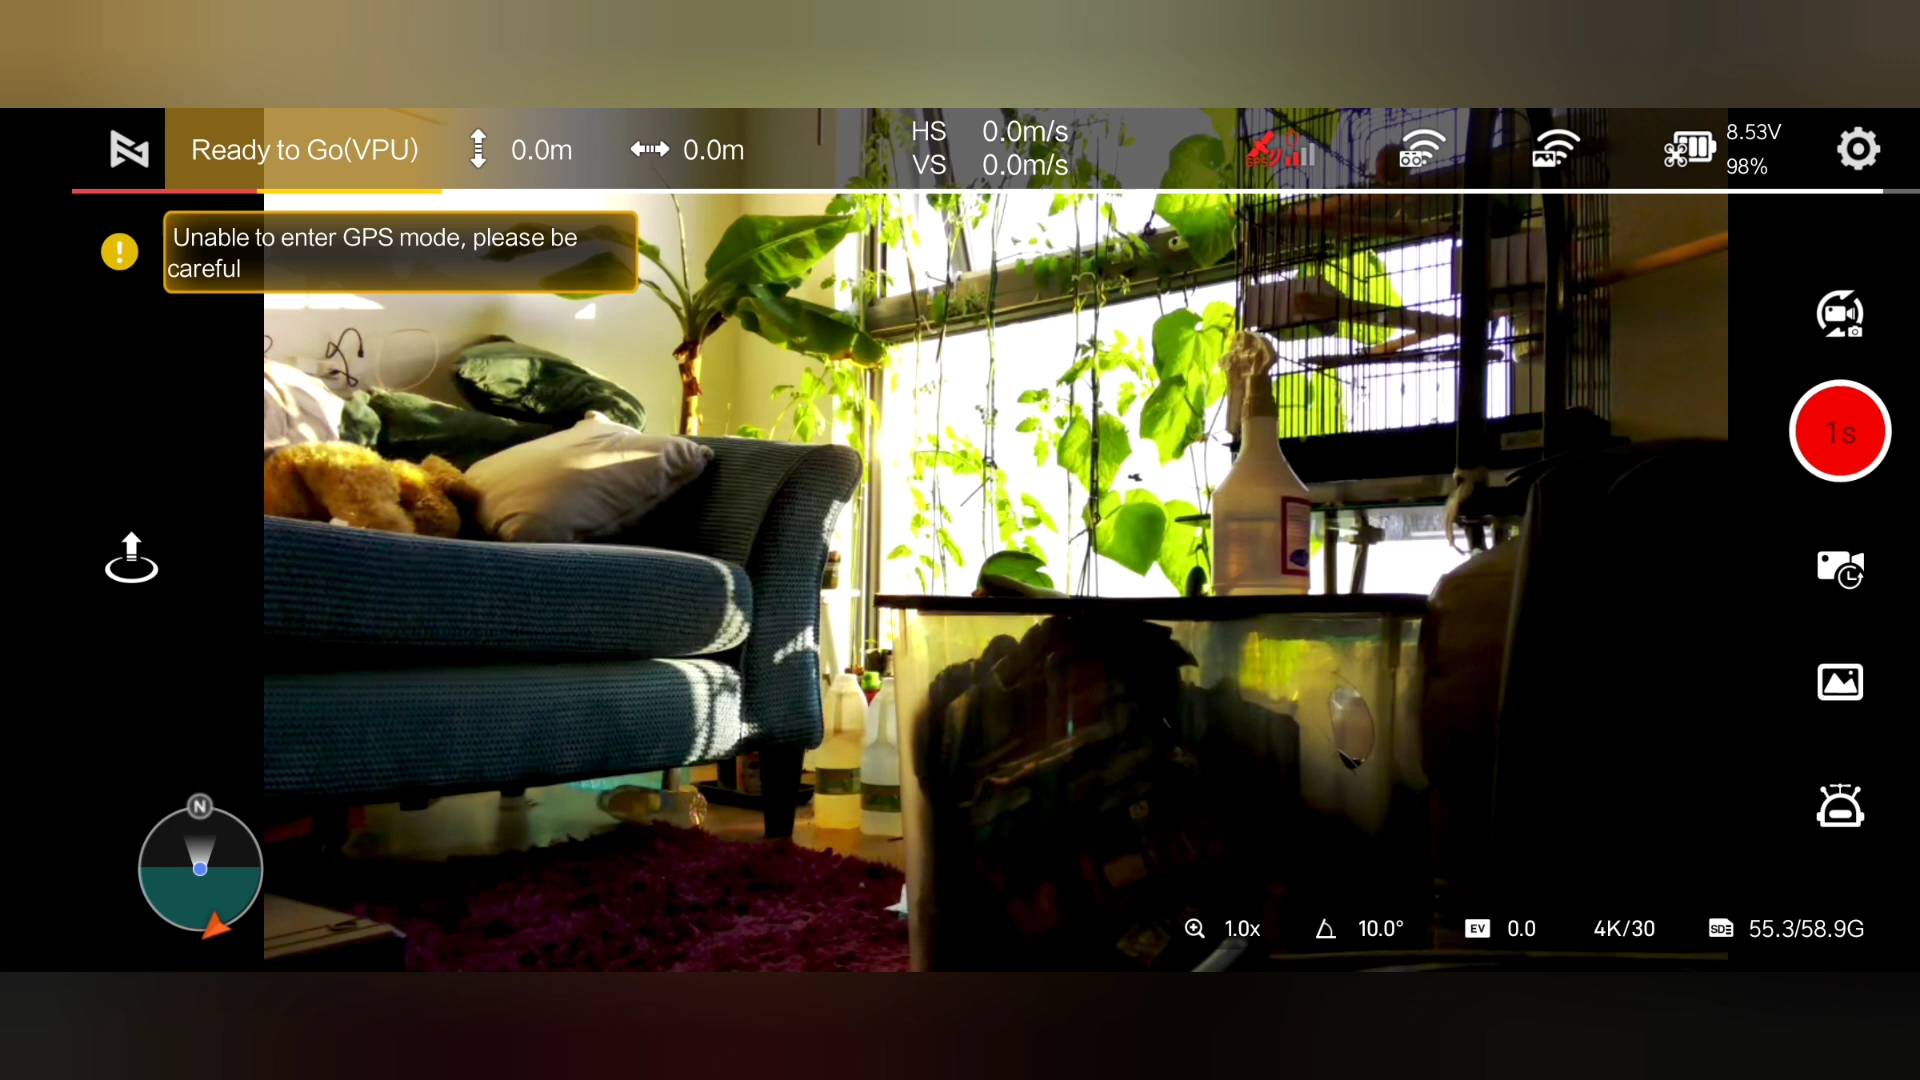 Ready to Go(VPU)
0.0m
0.0m
HS 0.0m/s
VS 0.0m/s
8.53V
98%
Unable to enter GPS mode, please be
careful
1s
N
1.0x
10.0°
EV 0.0
4K/30
SD 55.3/58.9G